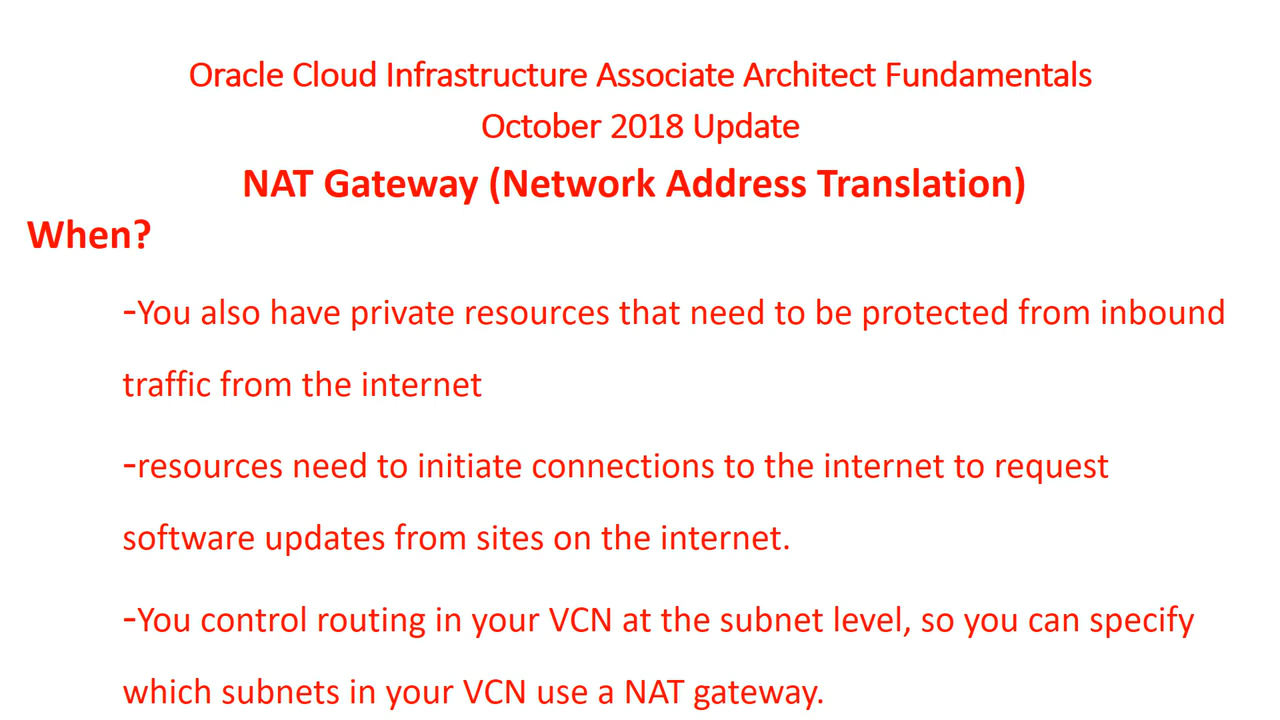 Oracle Cloud Infrastructure Associate Architect Fundamentals
October 2018 Update
NAT Gateway (Network Address Translation)
When?
-You also have private resources that need to be protected from inbound
traffic from the internet
-resources need to initiate connections to the internet to request
software updates from sites on the internet.
-You control routing in your VCN at the subnet level, so you can specify
which subnets in your VCN use a NAT gateway.